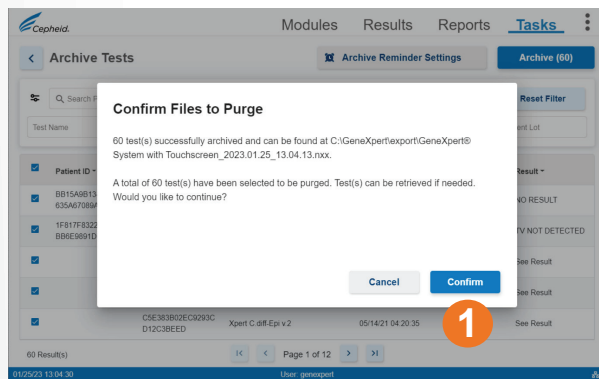 Cepheid.
Modules Results Reports Tasks
Archive Tests
Archive Reminder Settings
Archive (60)
Search P
Reset Filter
Test Name
ent Lot
Confirm Files to Purge
60 test(s) successfully archived and can be found at C:\GeneXpert\export\GeneXpert®
System with Touchscreen_2023.01.25_13.04.13.nxx.
A total of 60 test(s) have been selected to be purged. Test(s) can be retrieved if needed.
Would you like to continue?
Cancel
Confirm
1
Patient ID
Result
BB15A9B13
635A67089A
NO RESULT
1F817F8322
BB6E9891D
TV NOT DETECTED
See Result
See Result
C5E383B02EC9293C
D12C3BEED
Xpert C.diff-Epi v.2
05/14/21 04:20:35
See Result
60 Result(s)
Page 1 of 12
01/25/23 13:04:30
User: genexpert